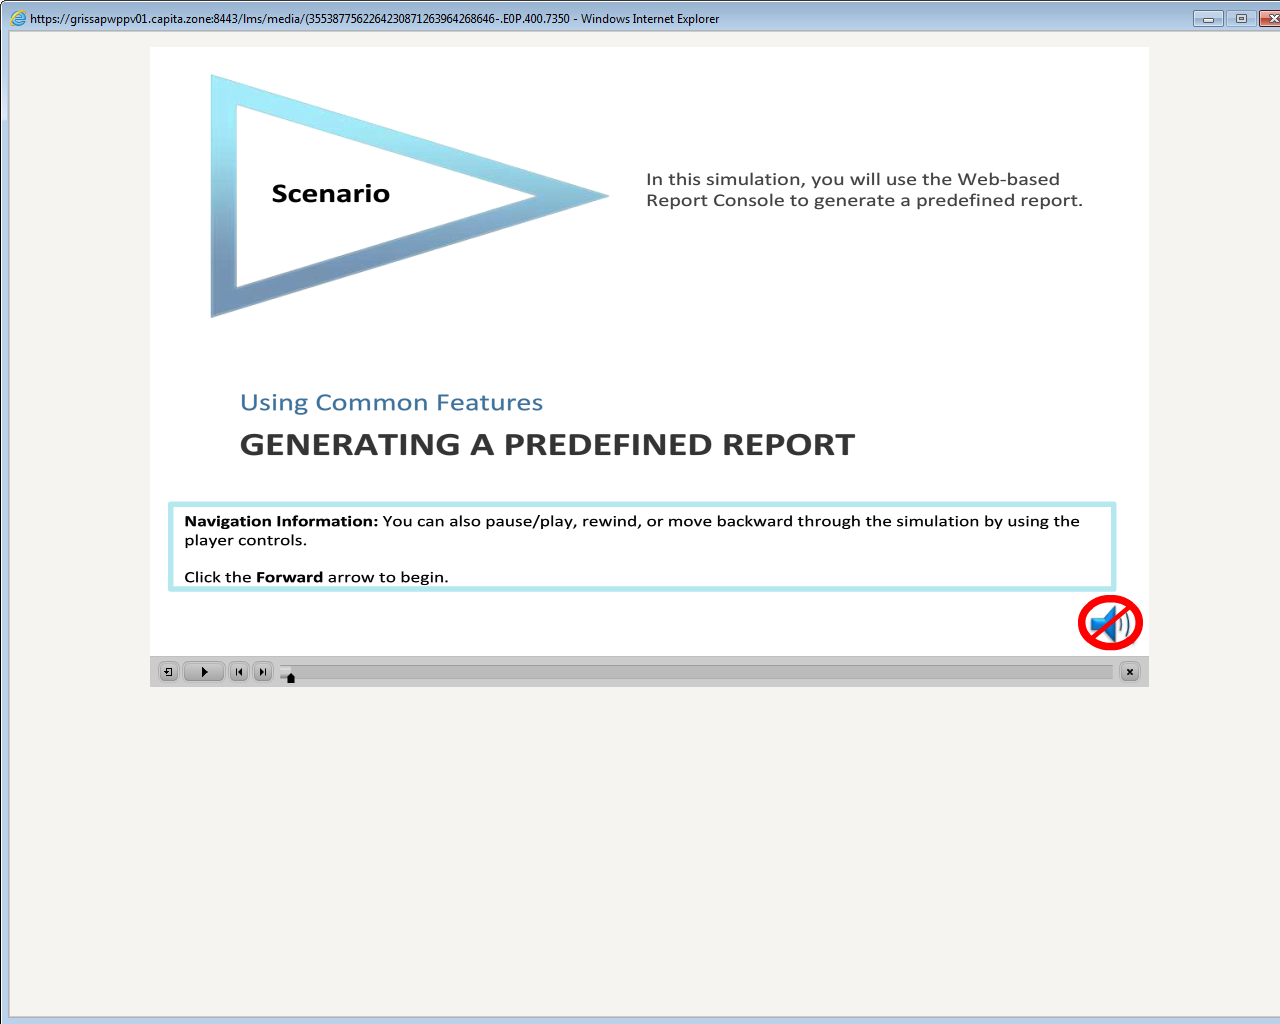 https://grissapwppv01.capita.zone:8443/lms/media/(3553877562264230871263964268646-.E0P.400.7350 - Windows Internet Explorer
Scenario
In this simulation, you will use the Web-based
Report Console to generate a predefined report.
Using Common Features
GENERATING A PREDEFINED REPORT
Navigation Information: You can also pause/play, rewind, or move backward through the simulation by using the
player controls.
Click the Forward arrow to begin.